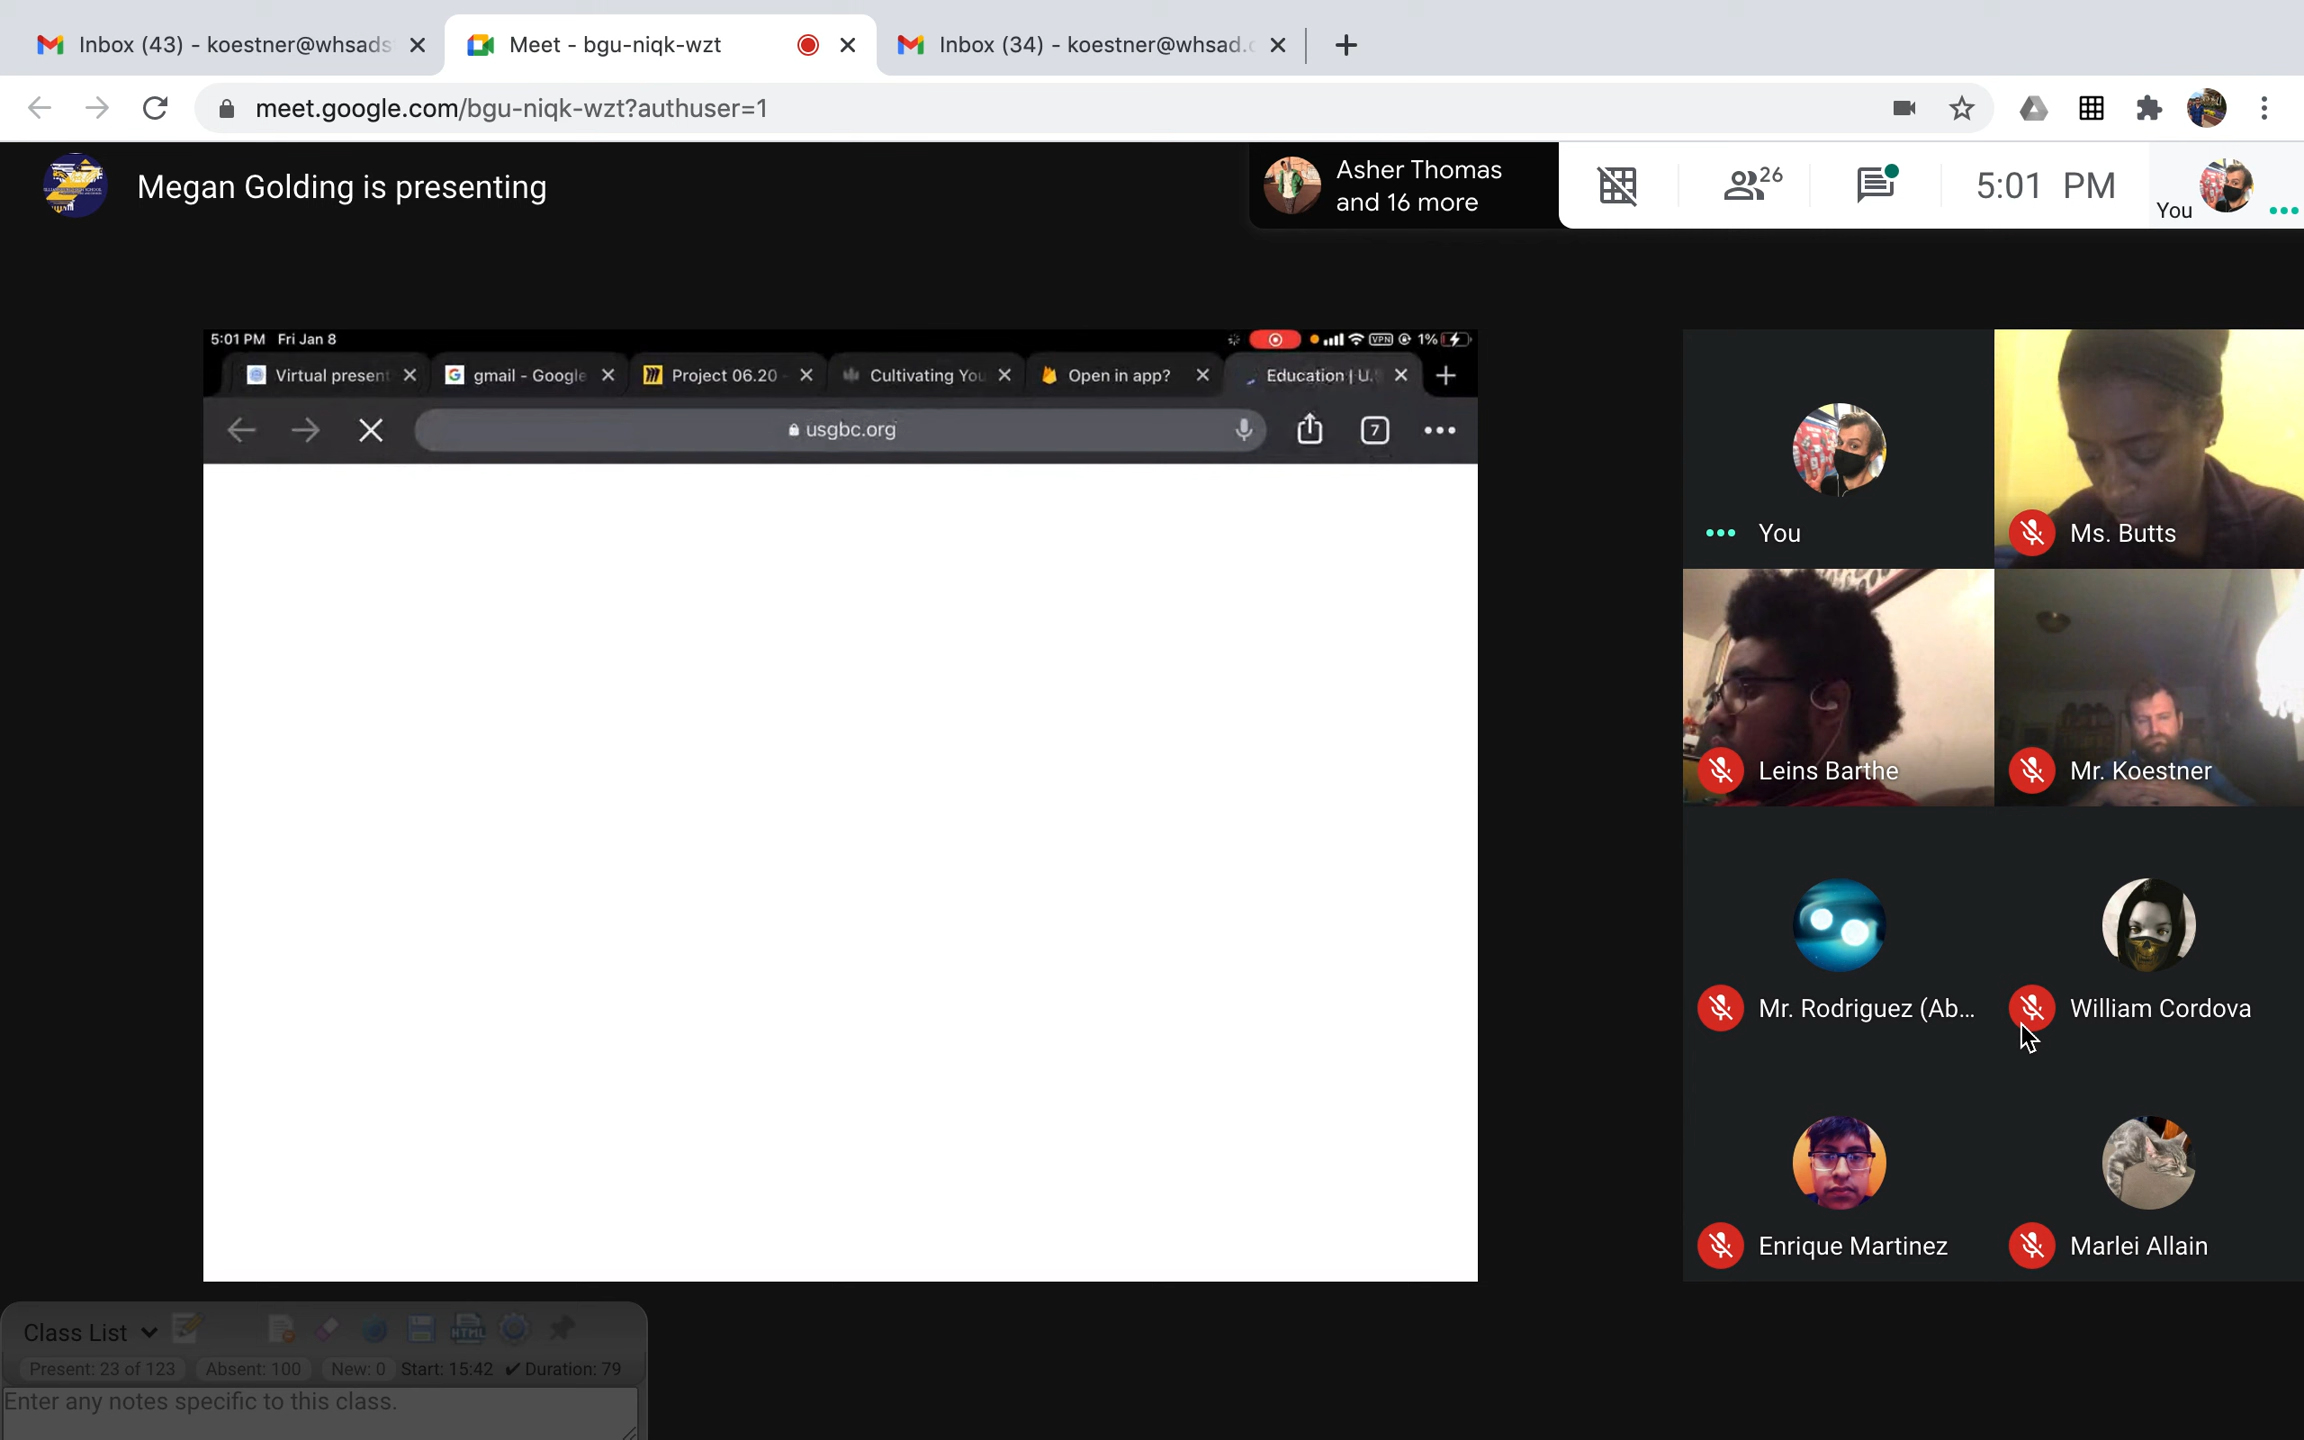 Inbox (43) - koestner@whsads
Meet - bgu-niqk-wzt
Inbox (34) - koestner@whsad.
meet.google.com/bgu-niqk-wzt?authuser=1
Megan Golding is presenting
Asher Thomas
and 16 more
26
5:01 PM
You
5:01 PM Fri Jan 8
VPN
1%
Virtual present
gmail - Google
Project 06.20 -
Cultivating You
Open in app?
Education | U.
usgbc.org
7
You
Ms. Butts
Leins Barthe
Mr. Koestner
Mr. Rodriguez (Ab...
William Cordova
Enrique Martinez
Marlei Allain
Class List
HTML
Present: 23 of 123
Absent: 100
New: 0
Start: 15:42
✔ Duration: 79
Enter any notes specific to this class.